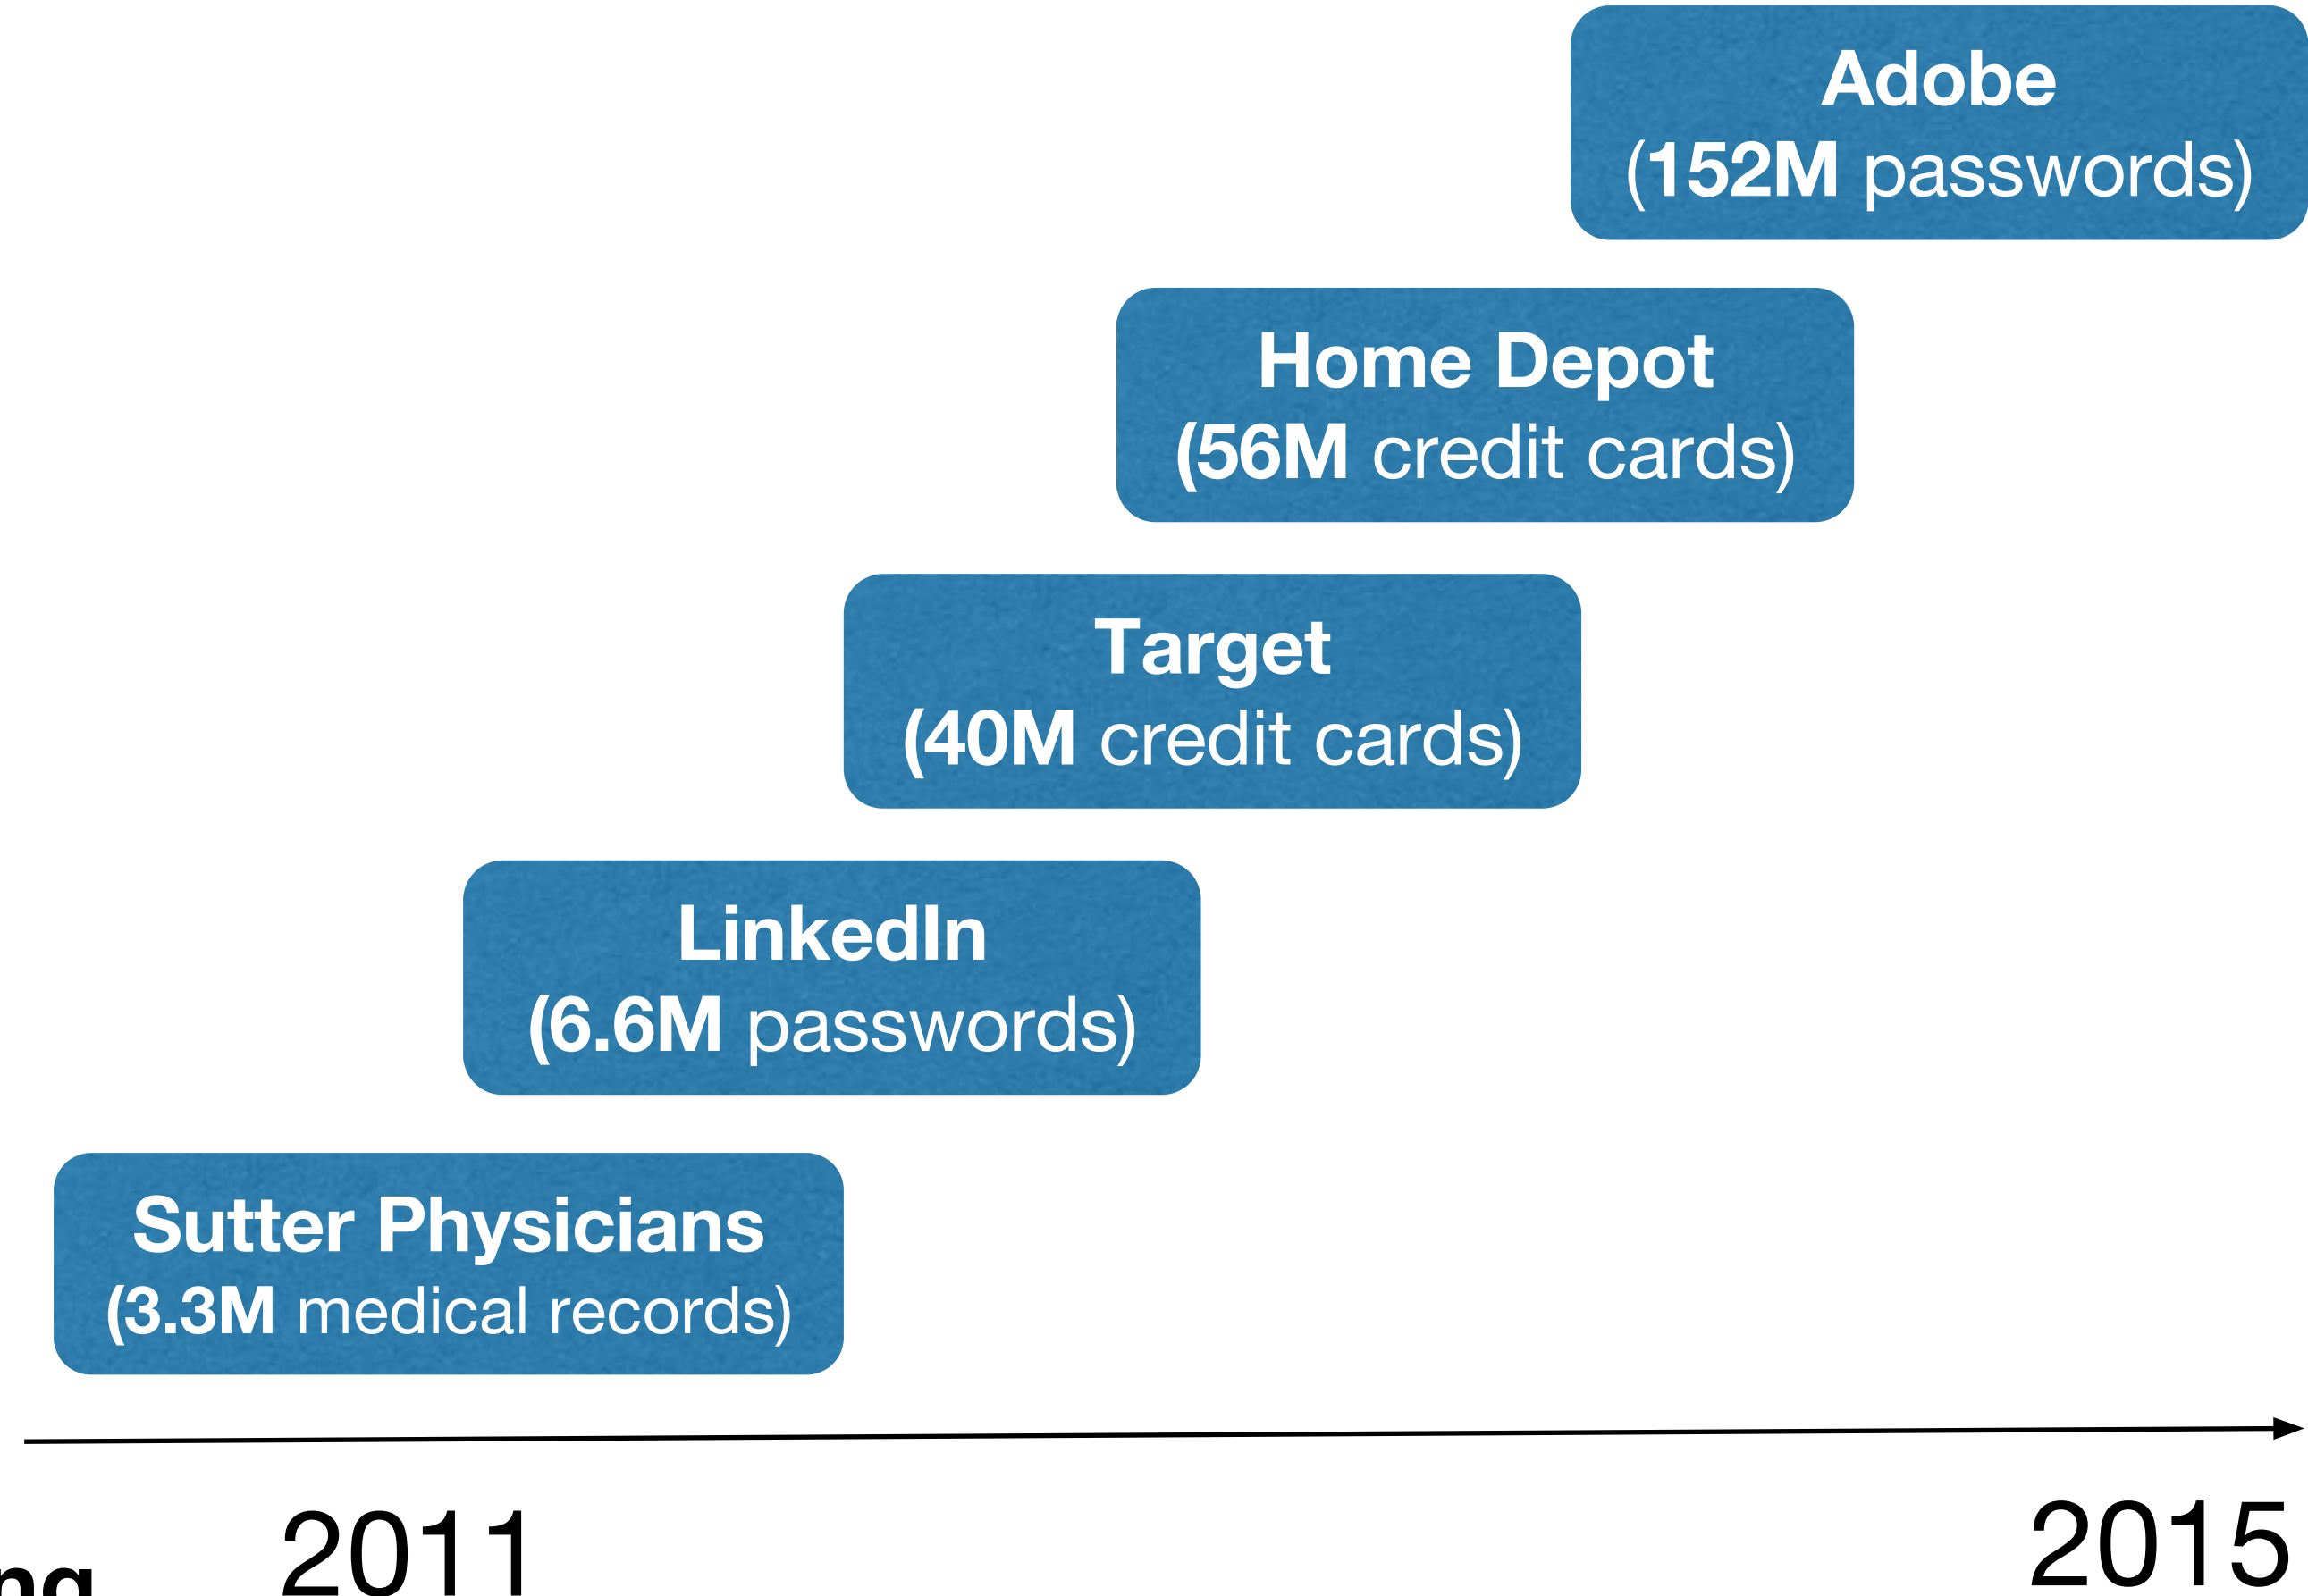 Adobe
(152M passwords)
Home Depot
(56M credit cards)
Target
(40M credit cards)
LinkedIn
(6.6M passwords)
Sutter Physicians
(3.3M medical records)
2011
2015